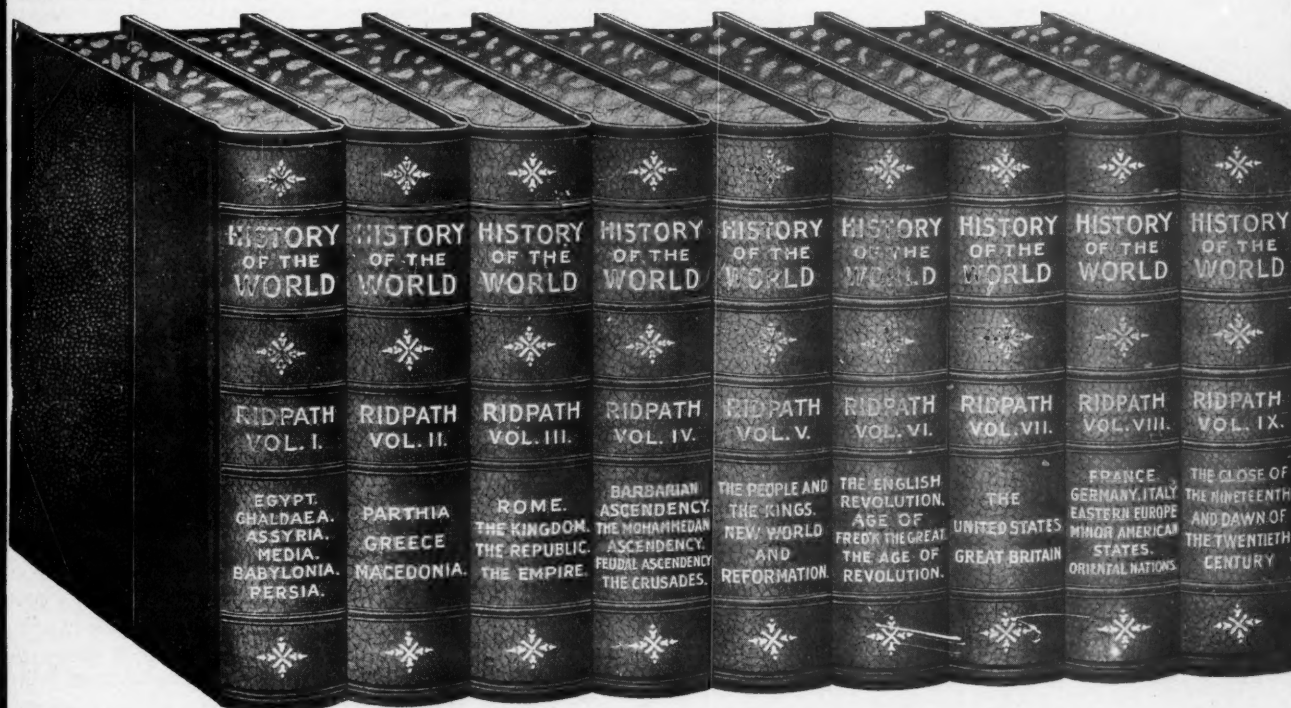 HISTORY
OF THE
WORLD
RIDPATH
VOL. I.
EGYPT.
CHALDAEA.
ASSYRIA.
MEDIA.
BABYLONIA.
PERSIA.
HISTORY
OF THE
WORLD
RIDPATH
VOL. II.
PARTHIA
GREECE
MACEDONIA.
HISTORY
OF THE
WORLD
RIDPATH
VOL. III.
ROME.
THE KINGDOM.
THE REPUBLIC.
THE EMPIRE.
HISTORY
OF THE
WORLD
RIDPATH
VOL. IV.
BARBARIAN
ASCENDENCY.
THE MOHAMMEDAN
ASCENDENCY.
FEUDAL ASCENDENCY
THE CRUSADES.
HISTORY
OF THE
WORLD
RIDPATH
VOL. V.
THE PEOPLE AND
THE KINGS.
NEW WORLD
AND
REFORMATION.
HISTORY
OF THE
WORLD
RIDPATH
VOL. VI.
THE ENGLISH
REVOLUTION.
AGE OF
FRED'K THE GREAT.
THE AGE OF
REVOLUTION.
HISTORY
OF THE
WORLD
RIDPATH
VOL. VII.
THE
UNITED STATES
GREAT BRITAIN
HISTORY
OF THE
WORLD
RIDPATH
VOL. VIII.
FRANCE
GERMANY. ITALY
EASTERN EUROPE
MINOR AMERICAN
STATES.
ORIENTAL NATIONS.
HISTORY
OF THE
WORLD
RIDPATH
VOL. IX.
THE CLOSE OF
THE NINETEENTH
AND DAWN OF
THE TWENTIETH
CENTURY